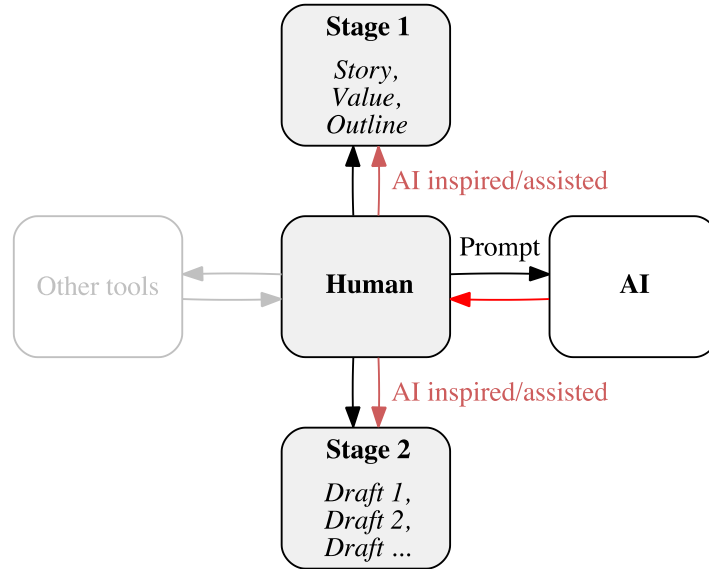 Stage 1
Story,
Value,
Outline
AI inspired/assisted
Prompt
Other tools
Human
AI
AI inspired/assisted
Stage 2
Draft 1,
Draft 2,
Draft ...